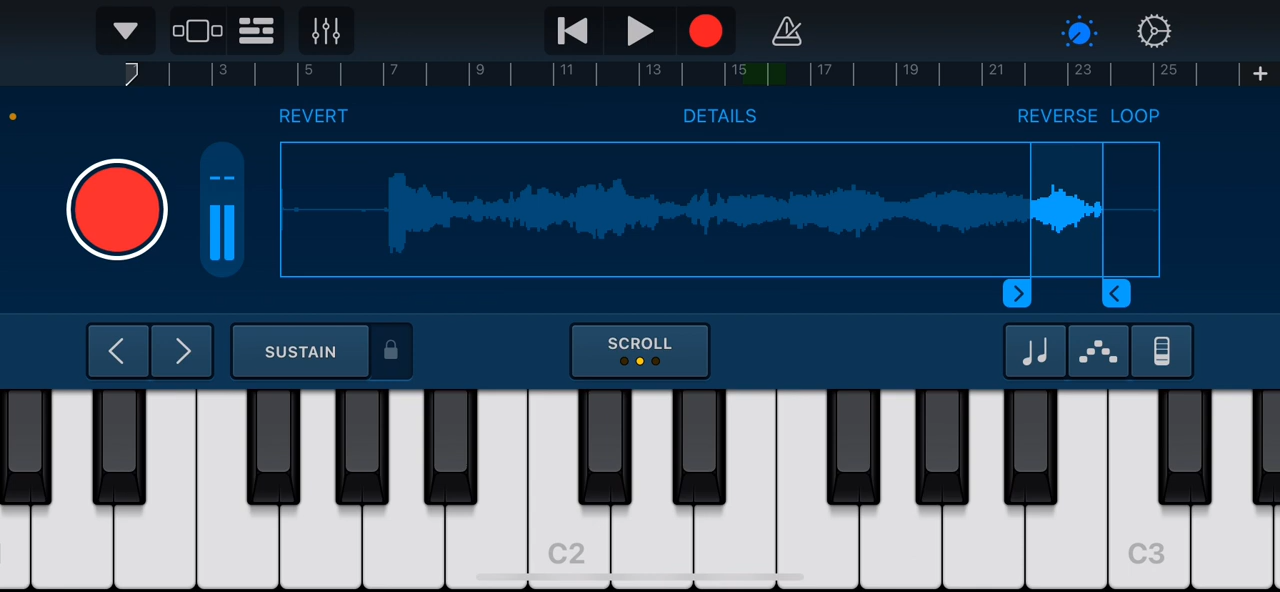 3 5 7 9 11 13 15 17 19 21 23 25
REVERT DETAILS REVERSE LOOP
SUSTAIN SCROLL
C2 C3